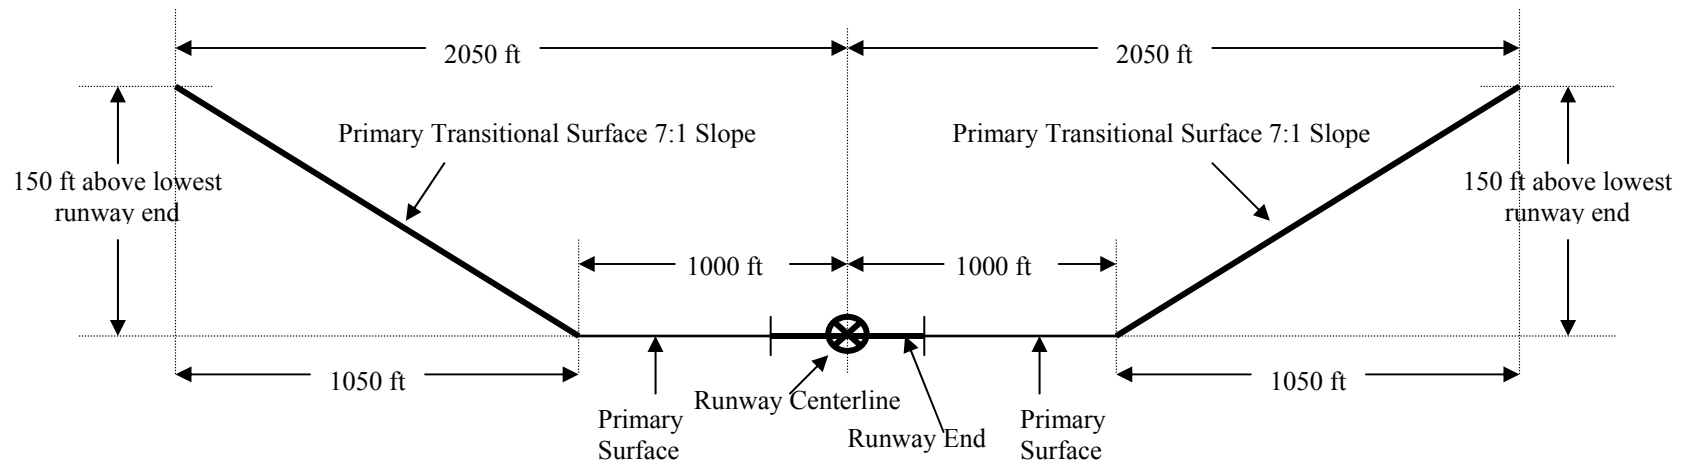 2050 ft
2050 ft
Primary Transitional Surface 7:1 Slope
Primary Transitional Surface 7:1 Slope
150 ft above lowest
runway end
150 ft above lowest
runway end
1000 ft
1000 ft
1050 ft
1050 ft
Runway Centerline
Primary
Surface
Runway End
Primary
Surface